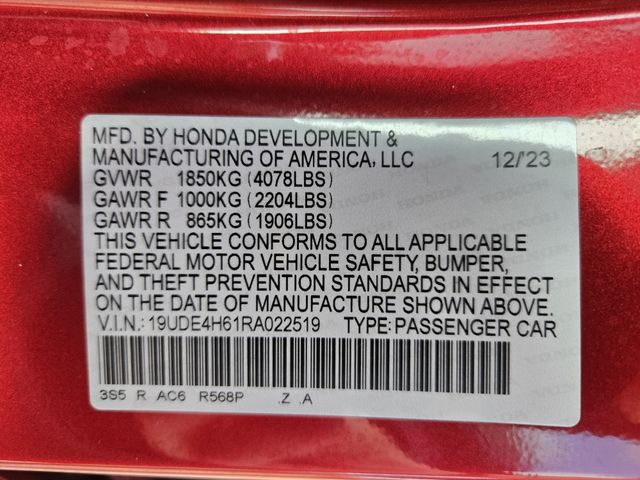 MFD. BY HONDA DEVELOPMENT &
MANUFACTURING OF AMERICA, LLC 12/'23
GVWR 1850KG (4078LBS)
GAWR F 1000KG (2204LBS)
GAWR R 865KG (1906LBS)
THIS VEHICLE CONFORMS TO ALL APPLICABLE
FEDERAL MOTOR VEHICLE SAFETY, BUMPER,
AND THEFT PREVENTION STANDARDS IN EFFECT
ON THE DATE OF MANUFACTURE SHOWN ABOVE.
V.I.N.: 19UDE4H61RA022519 TYPE: PASSENGER CAR
3S5 R AC6 R568P .Z .A